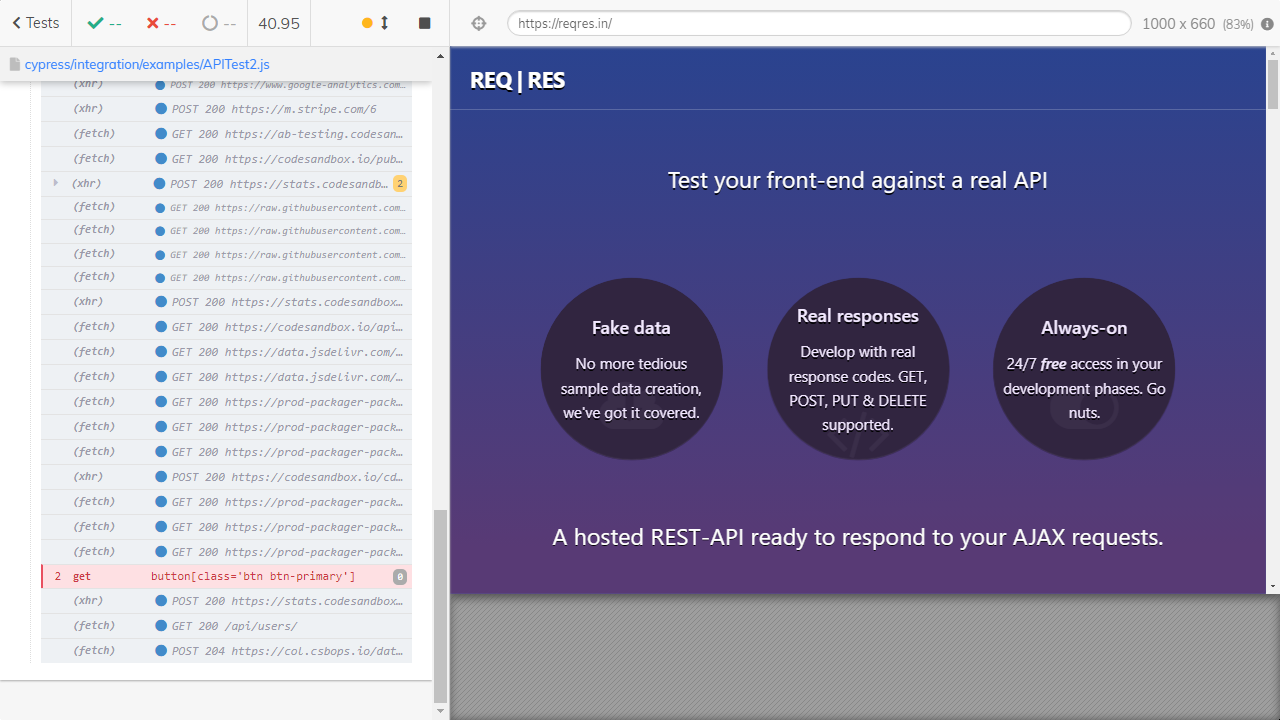 Tests
--
--
--
40.95
https://reqres.in/
1000 x 660 (83%)
cypress/integration/examples/APITest2.js
(xhr) POST 200 https://www.google-analytics.com…
(xhr) POST 200 https://m.stripe.com/6
(fetch) GET 200 https://ab-testing.codesan…
(fetch) GET 200 https://codesandbox.io/pub…
(xhr) POST 200 https://stats.codesandb… 2
(fetch) GET 200 https://raw.githubusercontent.com…
(fetch) GET 200 https://raw.githubusercontent.com…
(fetch) GET 200 https://raw.githubusercontent.com…
(fetch) GET 200 https://raw.githubusercontent.com…
(xhr) POST 200 https://stats.codesandbox…
(fetch) GET 200 https://codesandbox.io/api…
(fetch) GET 200 https://data.jsdelivr.com/…
(fetch) GET 200 https://data.jsdelivr.com/…
(fetch) GET 200 https://prod-packager-pack…
(fetch) GET 200 https://prod-packager-pack…
(fetch) GET 200 https://prod-packager-pack…
(xhr) POST 200 https://codesandbox.io/cd…
(fetch) GET 200 https://prod-packager-pack…
(fetch) GET 200 https://prod-packager-pack…
(fetch) GET 200 https://prod-packager-pack…
2 get button[class='btn btn-primary'] 0
(xhr) POST 200 https://stats.codesandbox…
(fetch) GET 200 /api/users/
(fetch) POST 204 https://col.csbops.io/dat…
REQ | RES
Test your front-end against a real API
Fake data
No more tedious
sample data creation,
we've got it covered.
Real responses
Develop with real
response codes. GET,
POST, PUT & DELETE
supported.
Always-on
24/7 free access in your
development phases. Go
nuts.
A hosted REST-API ready to respond to your AJAX requests.